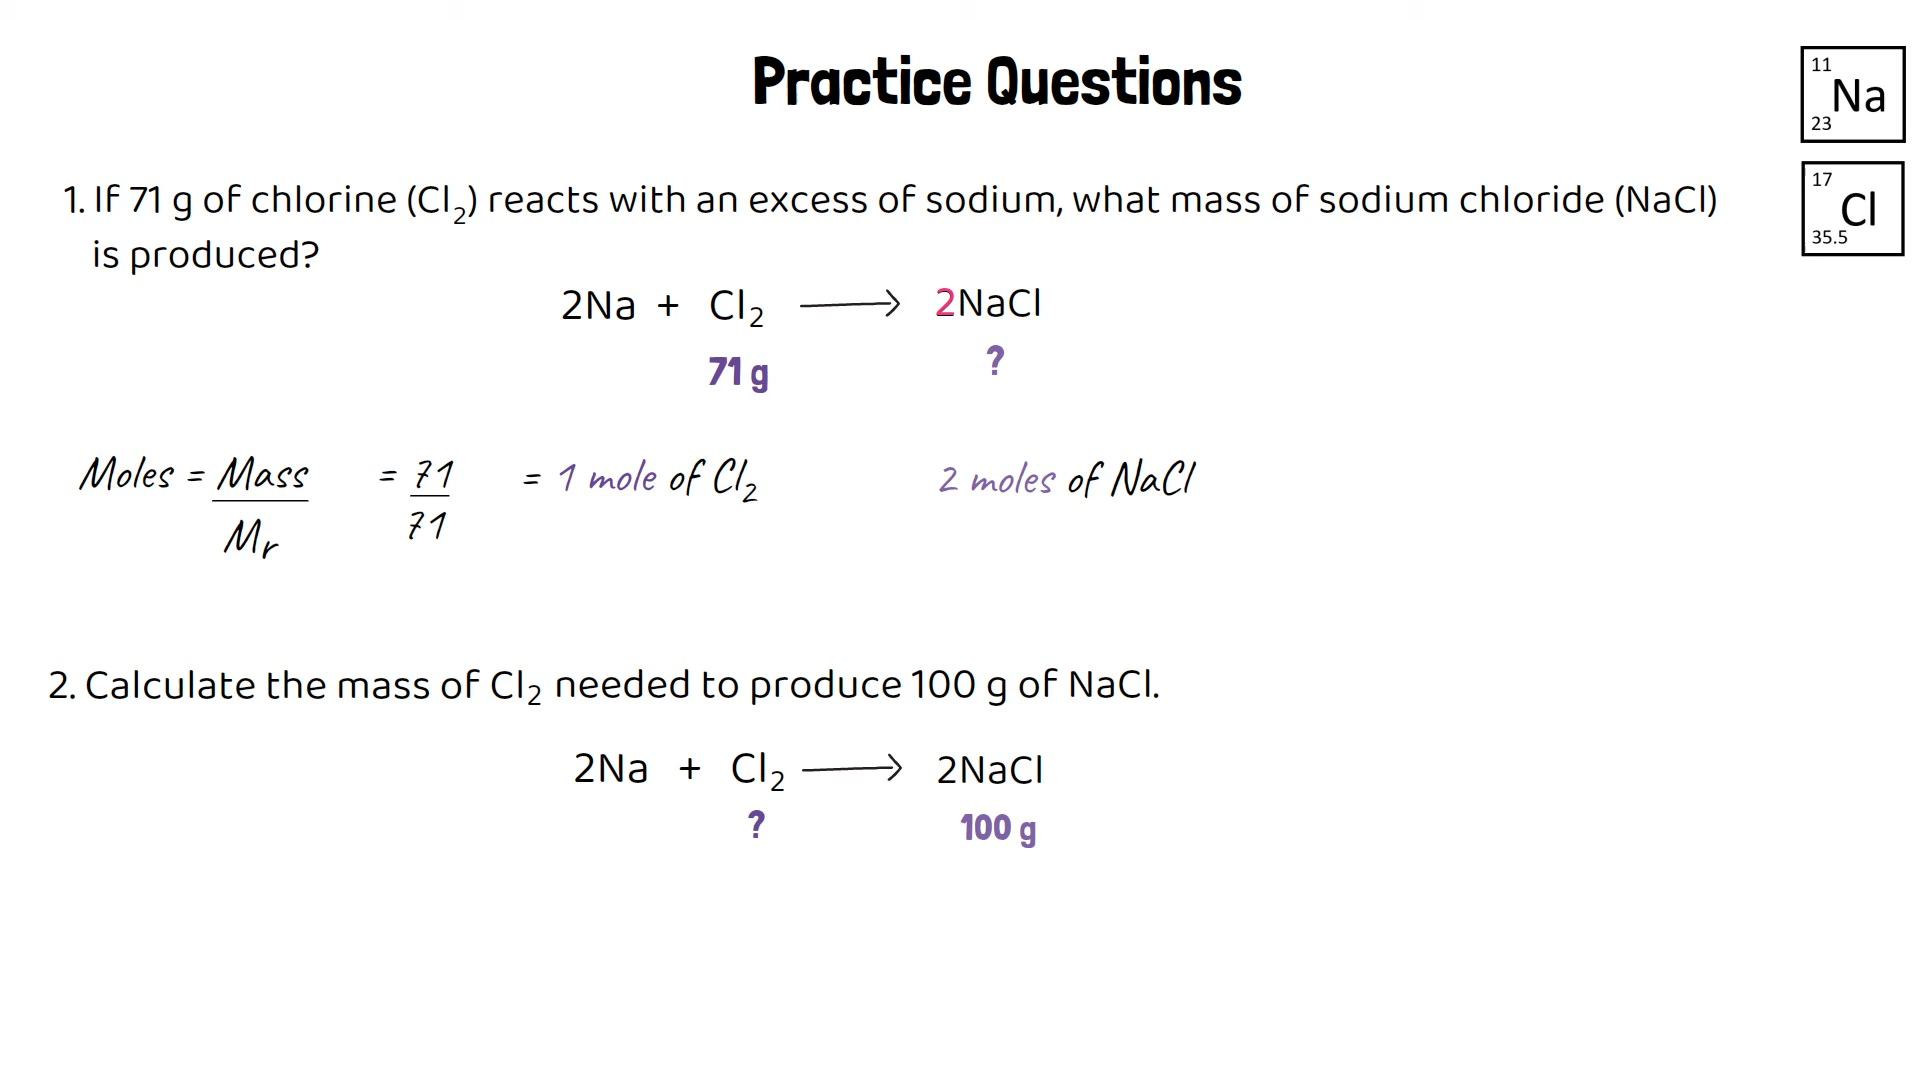 Practice Questions
11
Na
23
17
Cl
35.5
1. If 71 g of chlorine (Cl₂) reacts with an excess of sodium, what mass of sodium chloride (NaCl)
is produced?
2Na + Cl₂ ⟶ 2NaCl
71 g ?
Moles = Mass = 71 = 1 mole of Cl₂ 2 moles of NaCl
Mr 71
2. Calculate the mass of Cl₂ needed to produce 100 g of NaCl.
2Na + Cl₂ ⟶ 2NaCl
? 100 g